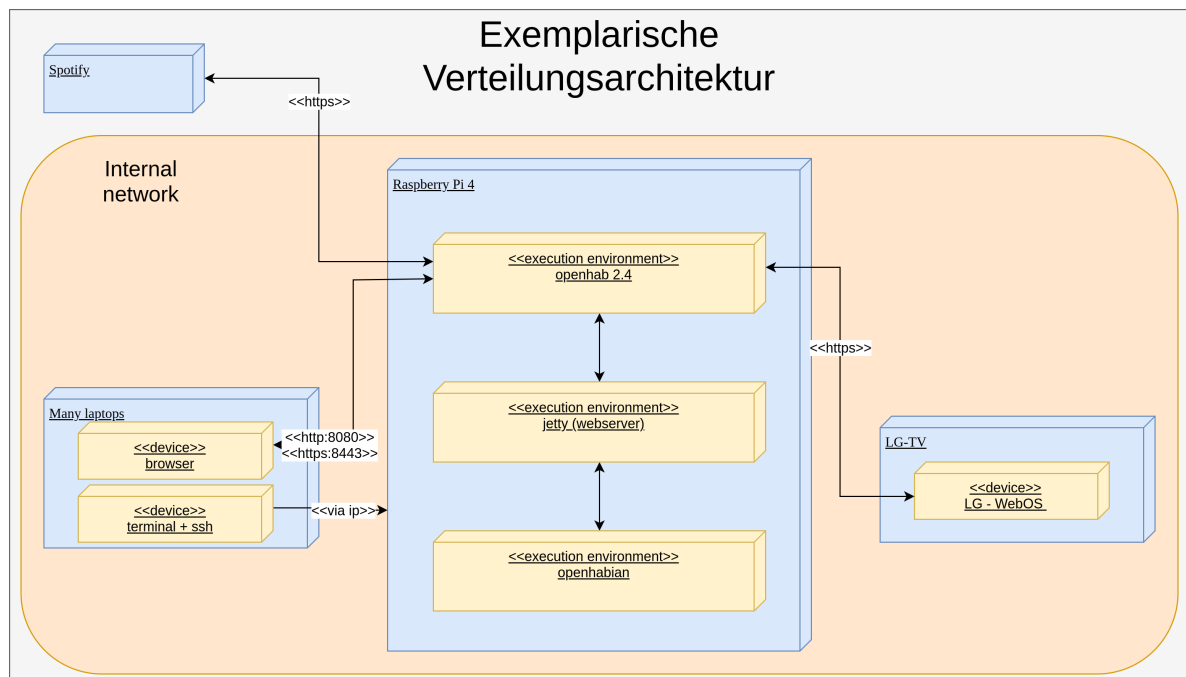 Exemplarische
Verteilungsarchitektur
Spotify
<<https>>
Internal
network
Raspberry Pi 4
<<execution environment>>
openhab 2.4
<<https>>
<<execution environment>>
jetty (webserver)
Many laptops
<<device>>
browser
<<http:8080>>
<<https:8443>>
<<device>>
terminal + ssh
<<via ip>>
LG-TV
<<device>>
LG - WebOS
<<execution environment>>
openhabian